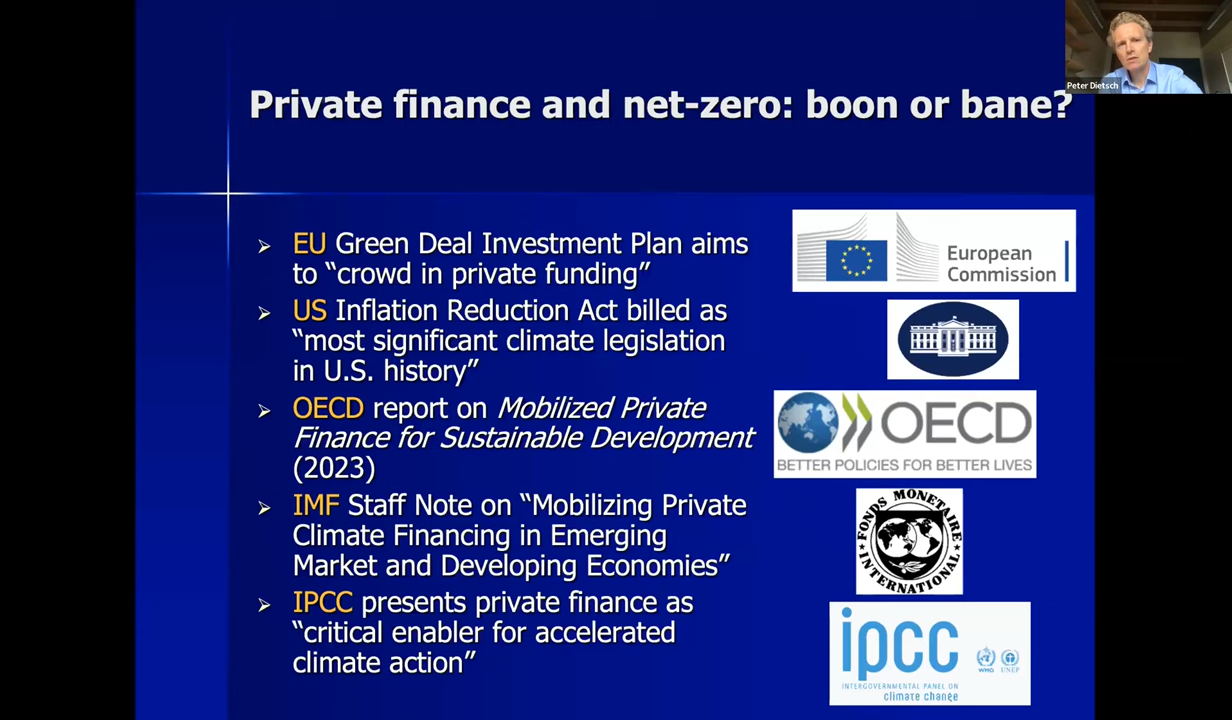 Peter Dietsch
Private finance and net-zero: boon or bane?
EU Green Deal Investment Plan aims
to “crowd in private funding”
US Inflation Reduction Act billed as
“most significant climate legislation
in U.S. history”
OECD report on Mobilized Private
Finance for Sustainable Development
(2023)
IMF Staff Note on “Mobilizing Private
Climate Financing in Emerging
Market and Developing Economies”
IPCC presents private finance as
“critical enabler for accelerated
climate action”
European
Commission
OECD
BETTER POLICIES FOR BETTER LIVES
FONDS MONETAIRE
INTERNATIONAL
ipcc
INTERGOVERNMENTAL PANEL ON
climate change
WMO UNEP